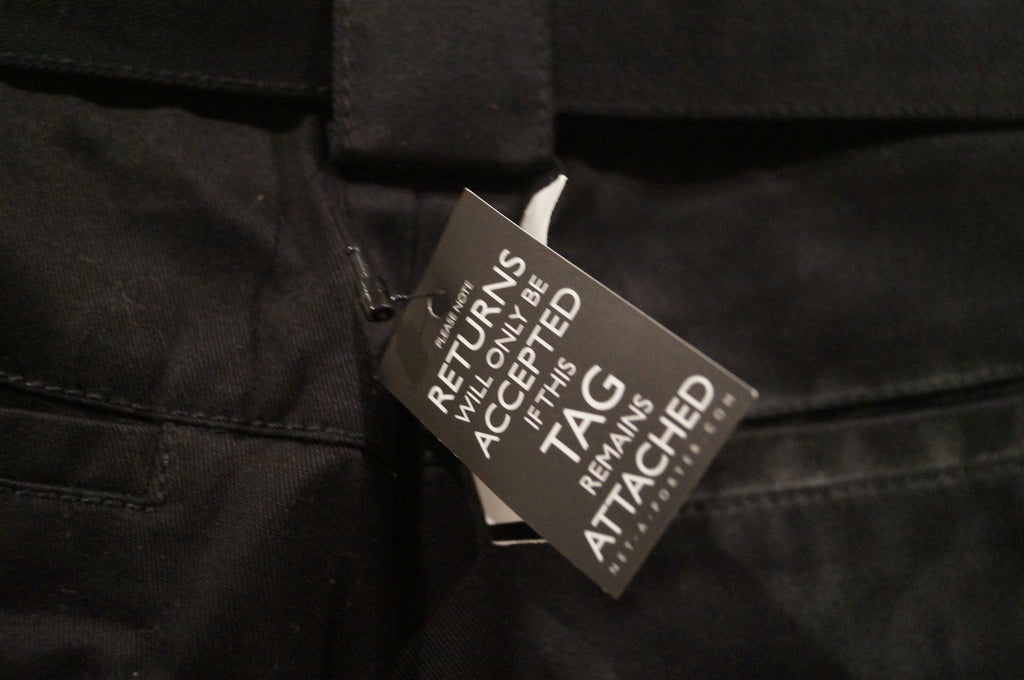 PLEASE NOTE
RETURNS
WILL ONLY BE
ACCEPTED
IF THIS
TAG
REMAINS
ATTACHED
NET-A-PORTER.COM